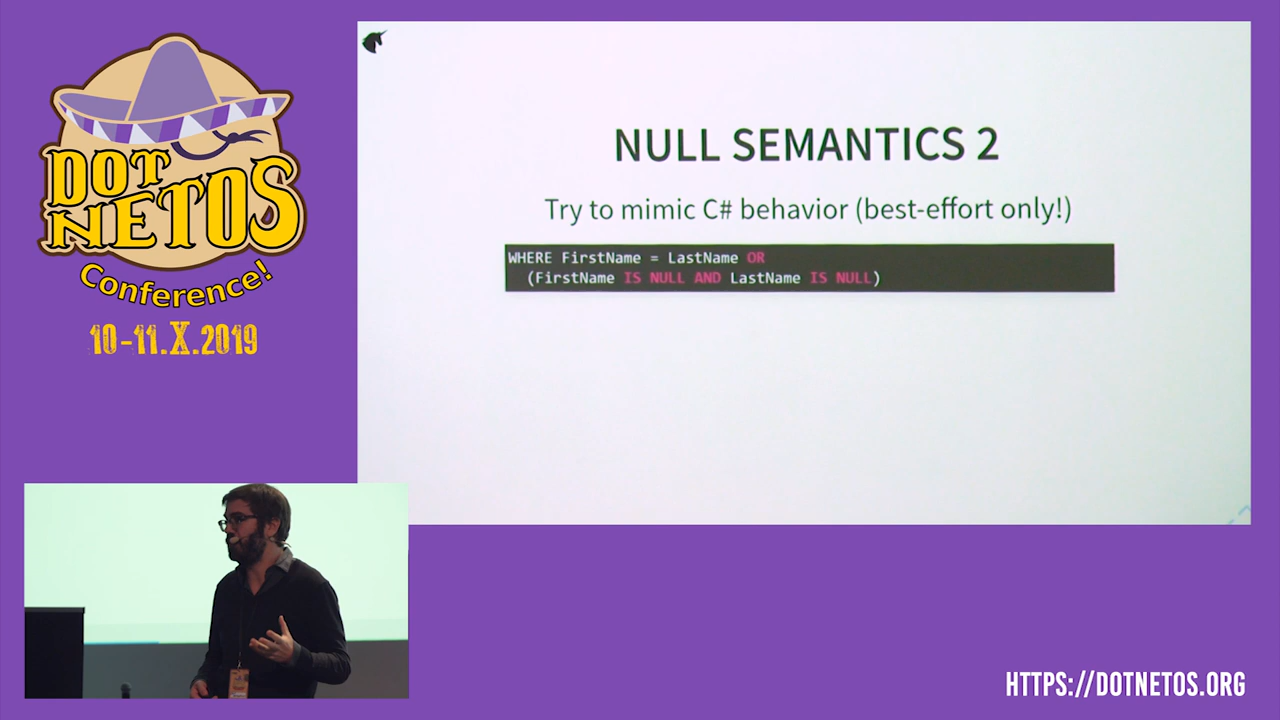 DOT
NETOS
Conference!
10-11.X.2019
NULL SEMANTICS 2
Try to mimic C# behavior (best-effort only!)
WHERE FirstName = LastName OR
(FirstName IS NULL AND LastName IS NULL)
HTTPS://DOTNETOS.ORG